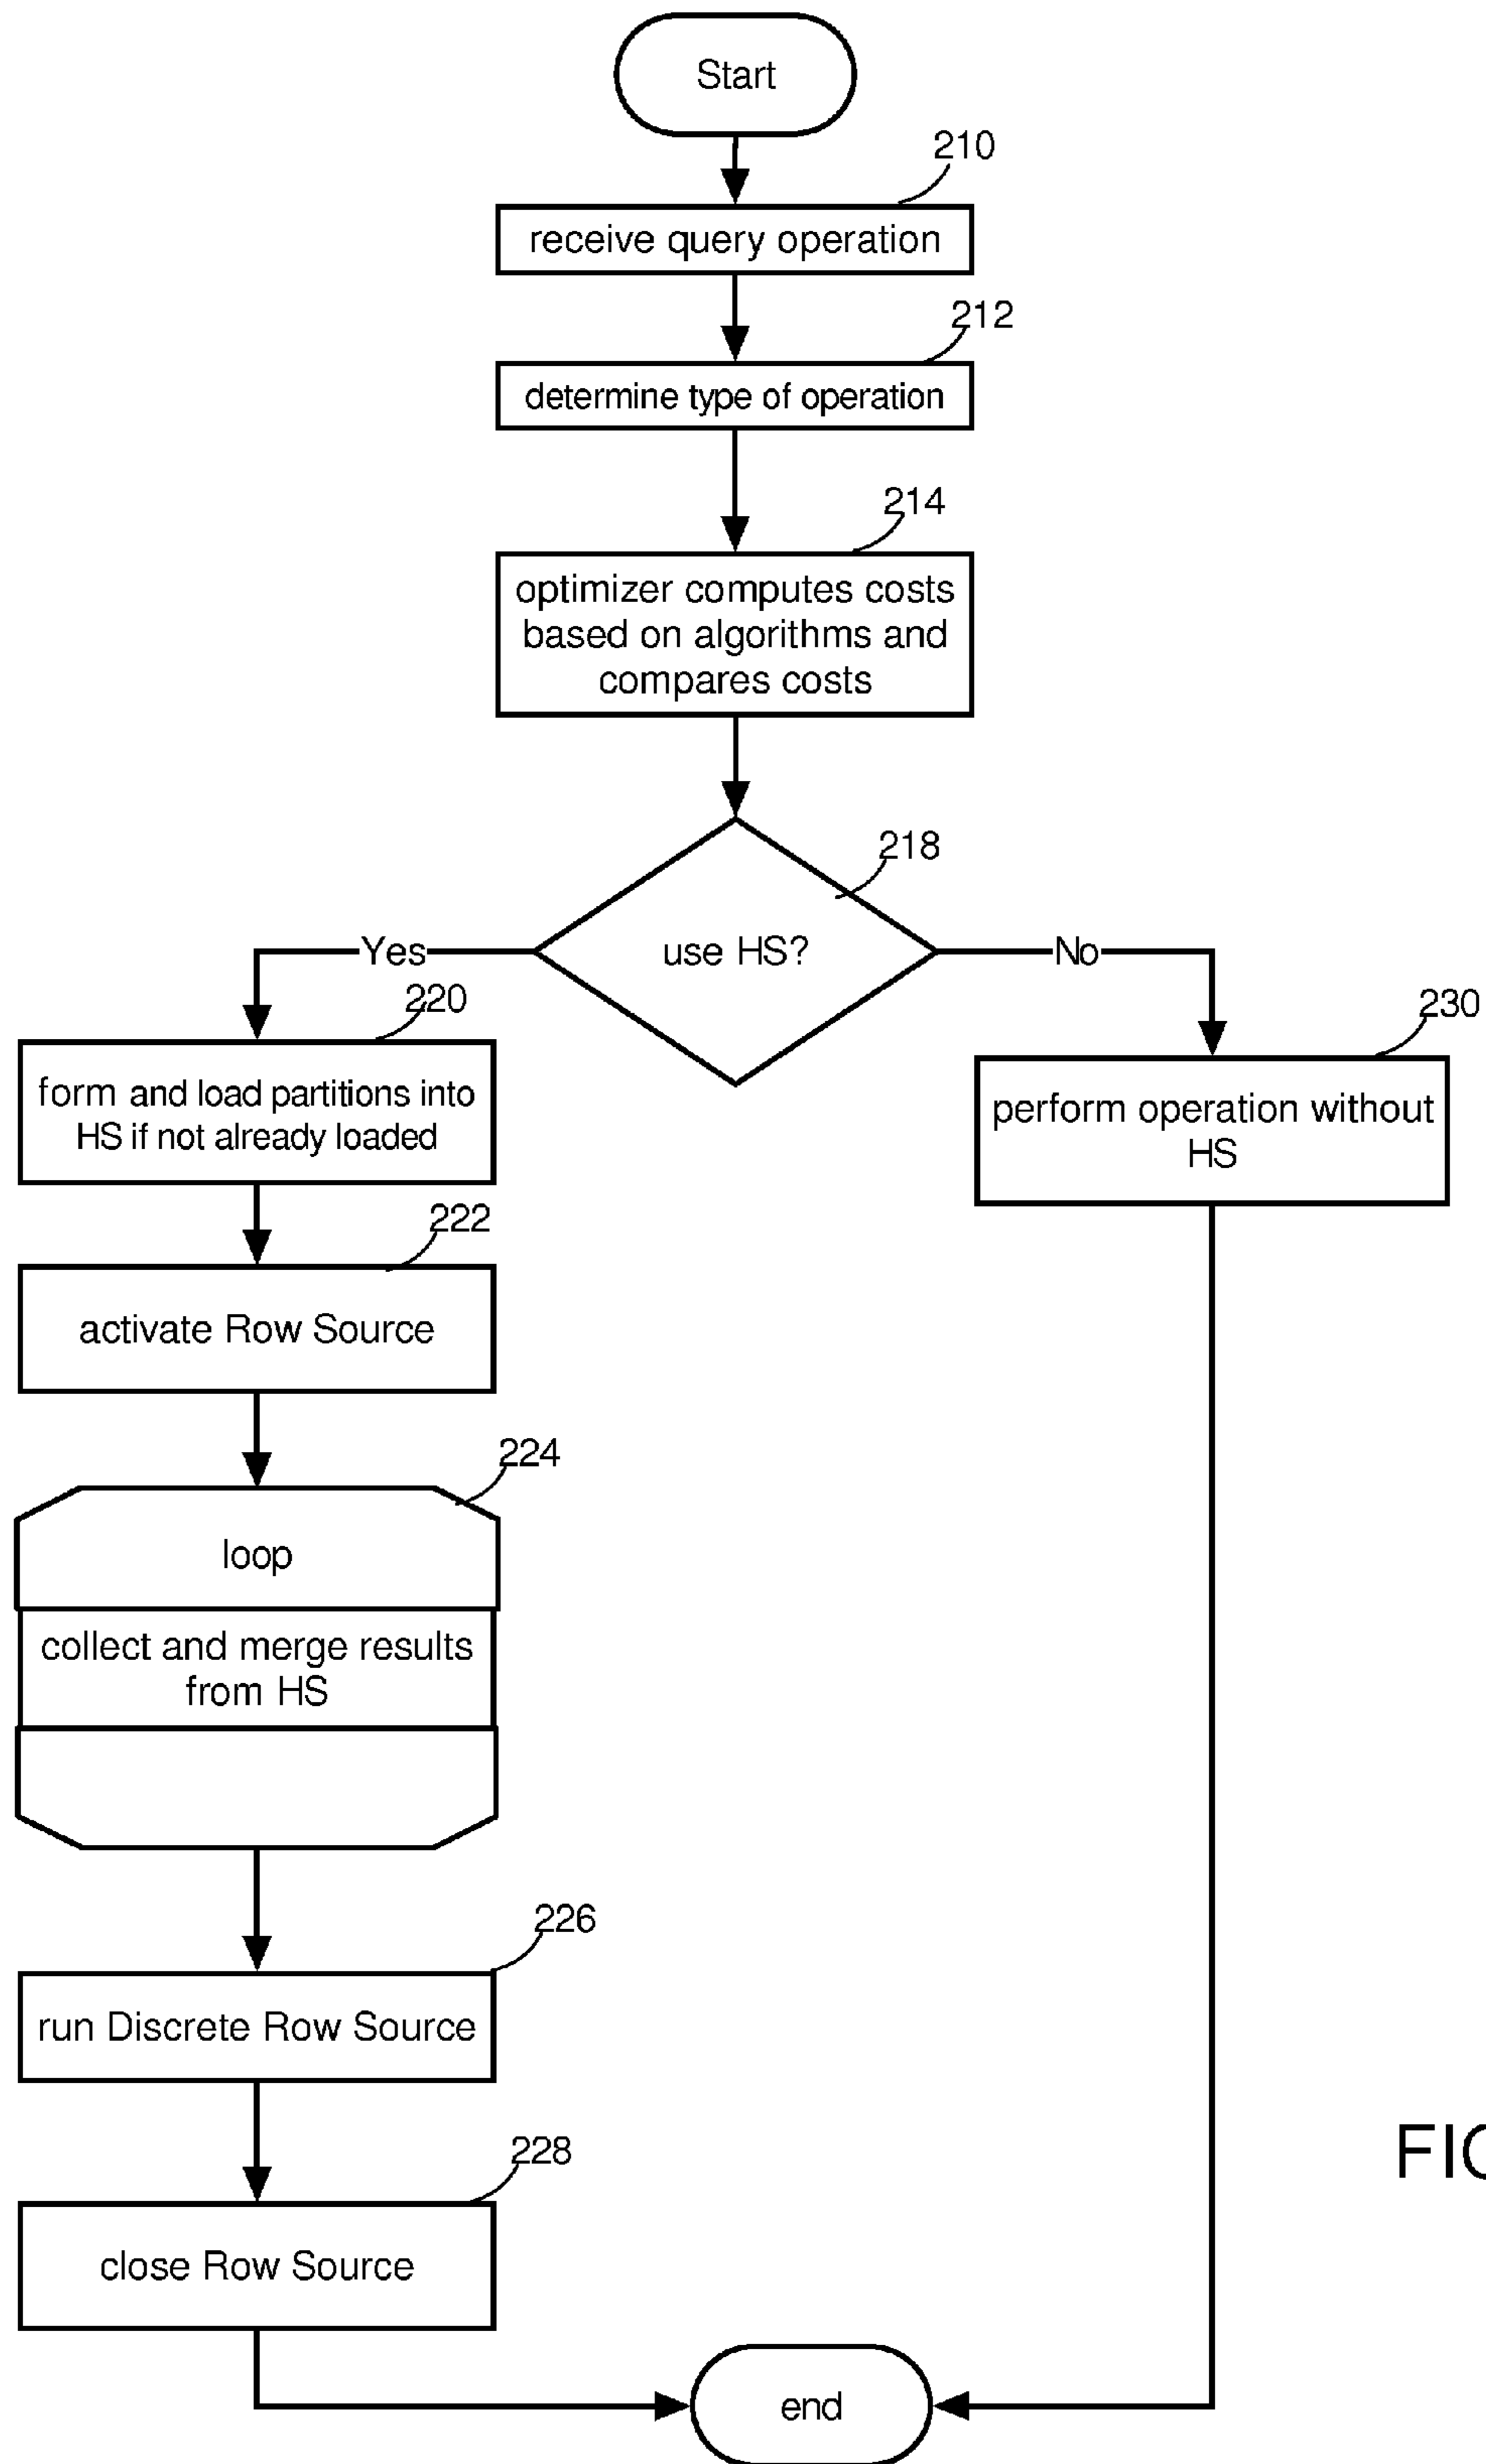 Start
210
receive query operation
212
determine type of operation
214
optimizer computes costs
based on algorithms and
compares costs
218
use HS?
Yes
No
220
form and load partitions into
HS if not already loaded
230
perform operation without
HS
222
activate Row Source
224
loop
collect and merge results
from HS
226
run Discrete Row Source
228
close Row Source
end